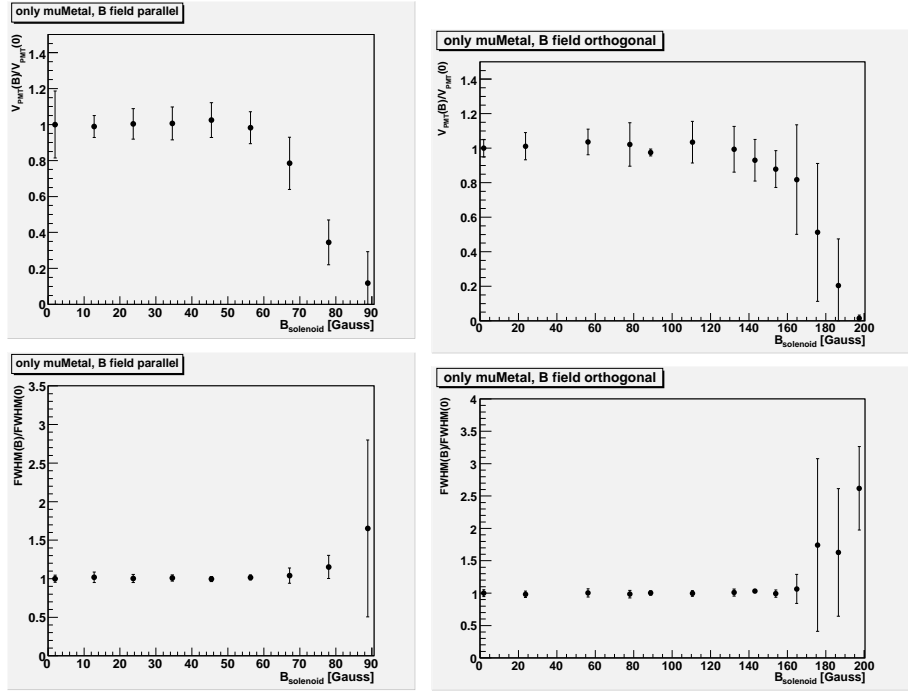 only muMetal, B field parallel
V_PMT(B)/V_PMT(0)
1.4
1.2
1
0.8
0.6
0.4
0.2
0
0 10 20 30 40 50 60 70 80 90
B_solenoid [Gauss]
only muMetal, B field orthogonal
V_PMT(B)/V_PMT(0)
1.4
1.2
1
0.8
0.6
0.4
0.2
0
0 20 40 60 80 100 120 140 160 180 200
B_solenoid [Gauss]
only muMetal, B field parallel
FWHM(B)/FWHM(0)
3.5
3
2.5
2
1.5
1
0.5
0
0 10 20 30 40 50 60 70 80 90
B_solenoid [Gauss]
only muMetal, B field orthogonal
FWHM(B)/FWHM(0)
4
3.5
3
2.5
2
1.5
1
0.5
0
0 20 40 60 80 100 120 140 160 180 200
B_solenoid [Gauss]